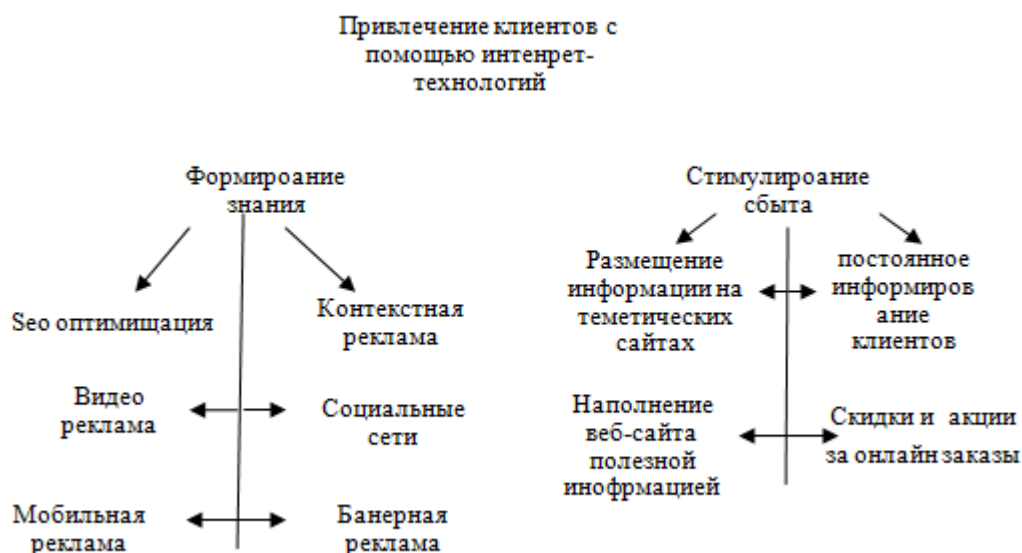 Привлечение клиентов с
помощью интенрет-
технологий
Формироание
знания
Seo оптимищация
Контекстная
реклама
Видео
реклама
Социальные
сети
Мобильная
реклама
Банерная
реклама
Стимулироание
сбыта
Размещение
информации на
теметических
сайтах
постоянное
информиров
ание
клиентов
Наполнение
веб-сайта
полезной
инофрмацией
Скидки и акции
за онлайн заказы